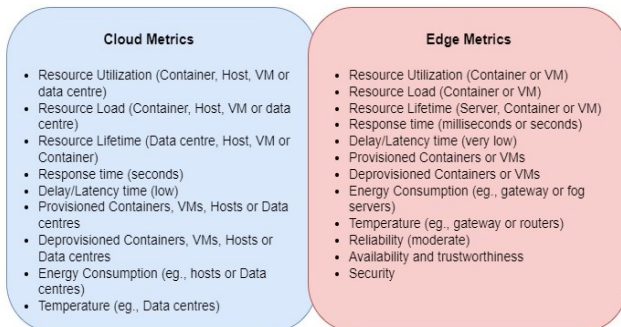 Cloud Metrics
• Resource Utilization (Container, Host, VM or
data centre)
• Resource Load (Container, Host, VM or data
centre)
• Resource Lifetime (Data centre, Host, VM or
Container)
• Response time (seconds)
• Delay/Latency time (low)
• Provisioned Containers, VMs, Hosts or Data
centres
• Deprovisioned Containers, VMs, Hosts or
Data centres
• Energy Consumption (eg., hosts or Data
centres)
• Temperature (eg., Data centres)
Edge Metrics
• Resource Utilization (Container or VM)
• Resource Load (Container or VM)
• Resource Lifetime (Server, Container or VM)
• Response time (milliseconds or seconds)
• Delay/Latency time (very low)
• Provisioned Containers or VMs
• Deprovisioned Containers or VMs
• Energy Consumption (eg., gateway or fog
servers)
• Temperature (eg., gateway or routers)
• Reliability (moderate)
• Availability and trustworthiness
• Security